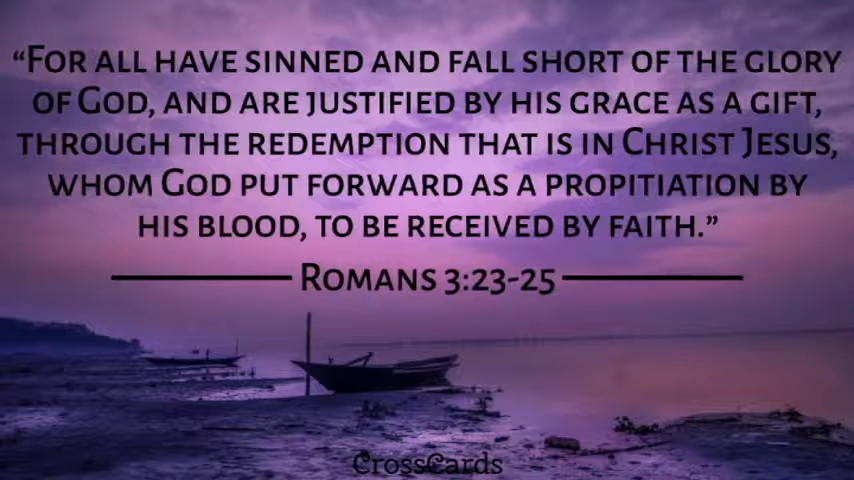 “For all have sinned and fall short of the glory
of God, and are justified by his grace as a gift,
through the redemption that is in Christ Jesus,
whom God put forward as a propitiation by
his blood, to be received by faith.”
Romans 3:23-25
CrossCards